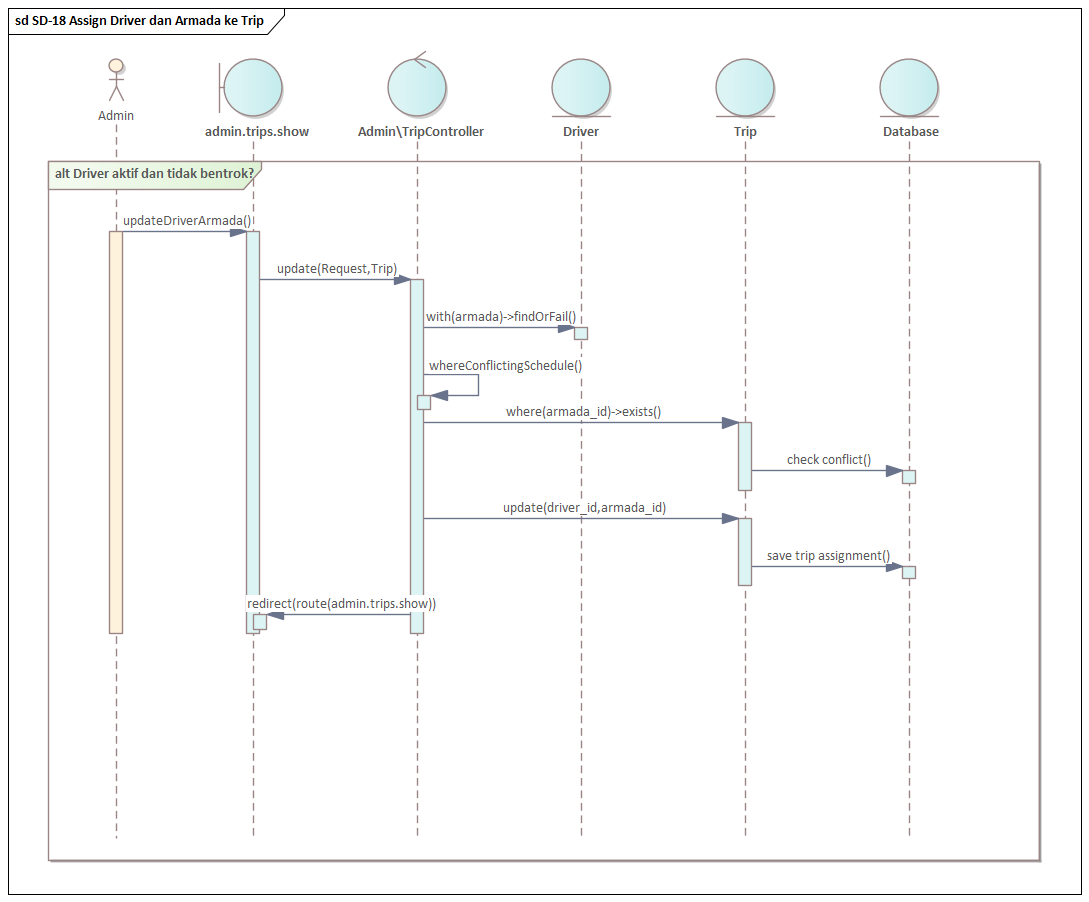 sd SD-18 Assign Driver dan Armada ke Trip
Admin
admin.trips.show
Admin\TripController
Driver
Trip
Database
alt Driver aktif dan tidak bentrok?
updateDriverArmada()
update(Request,Trip)
with(armada)->findOrFail()
whereConflictingSchedule()
where(armada_id)->exists()
check conflict()
update(driver_id,armada_id)
save trip assignment()
redirect(route(admin.trips.show))